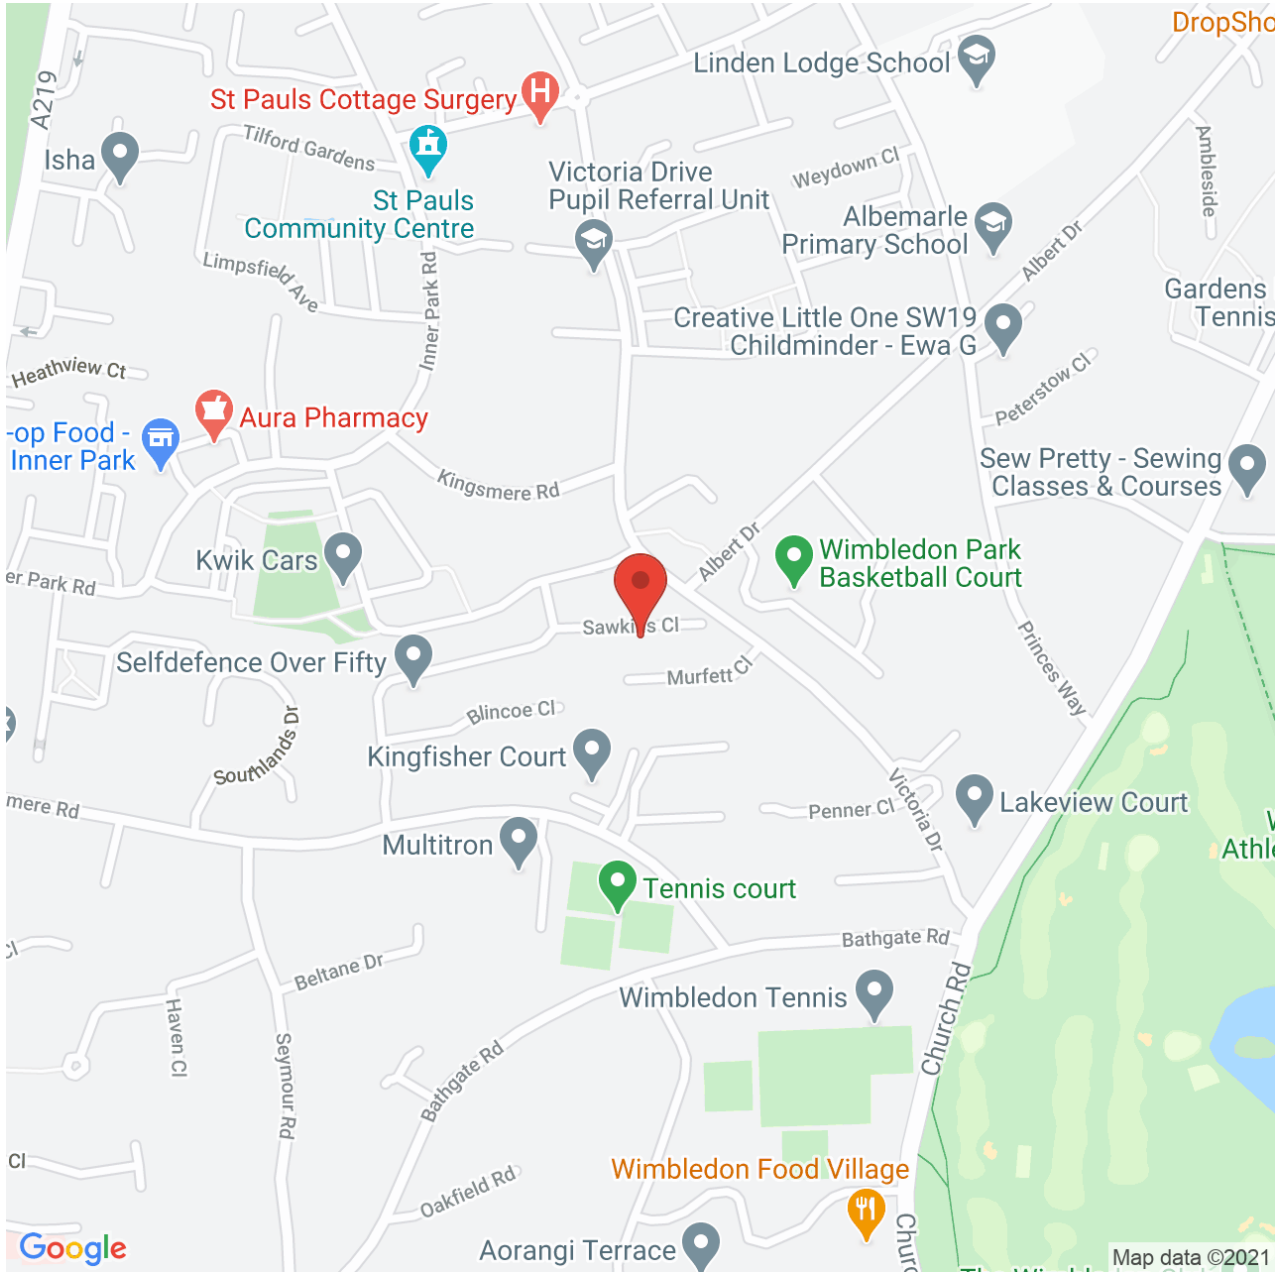 DropSho
Linden Lodge School
A219
St Pauls Cottage Surgery
Tilford Gardens
Isha
Ambleside
Weydown Cl
Victoria Drive
Pupil Referral Unit
St Pauls
Community Centre
Albemarle
Primary School
Albert Dr
Limpsfield Ave
Inner Park Rd
Gardens
Tennis
Creative Little One SW19
Childminder - Ewa G
Heathview Ct
Peterstow Cl
Aura Pharmacy
-op Food -
Inner Park
Sew Pretty - Sewing
Classes & Courses
Kingsmere Rd
Kwik Cars
Albert Dr
Wimbledon Park
Basketball Court
er Park Rd
Sawkins Cl
Princes Way
Selfdefence Over Fifty
Murfett Cl
Blincoe Cl
Southlands Dr
Kingfisher Court
mere Rd
Penner Cl
Victoria Dr
Lakeview Court
Multitron
W
Athle
Tennis court
Bathgate Rd
Cl
Beltane Dr
Wimbledon Tennis
Church Rd
Haven Cl
Seymour Rd
Bathgate Rd
Cl
Wimbledon Food Village
Oakfield Rd
Aorangi Terrace
Churc
Google
Map data ©2021